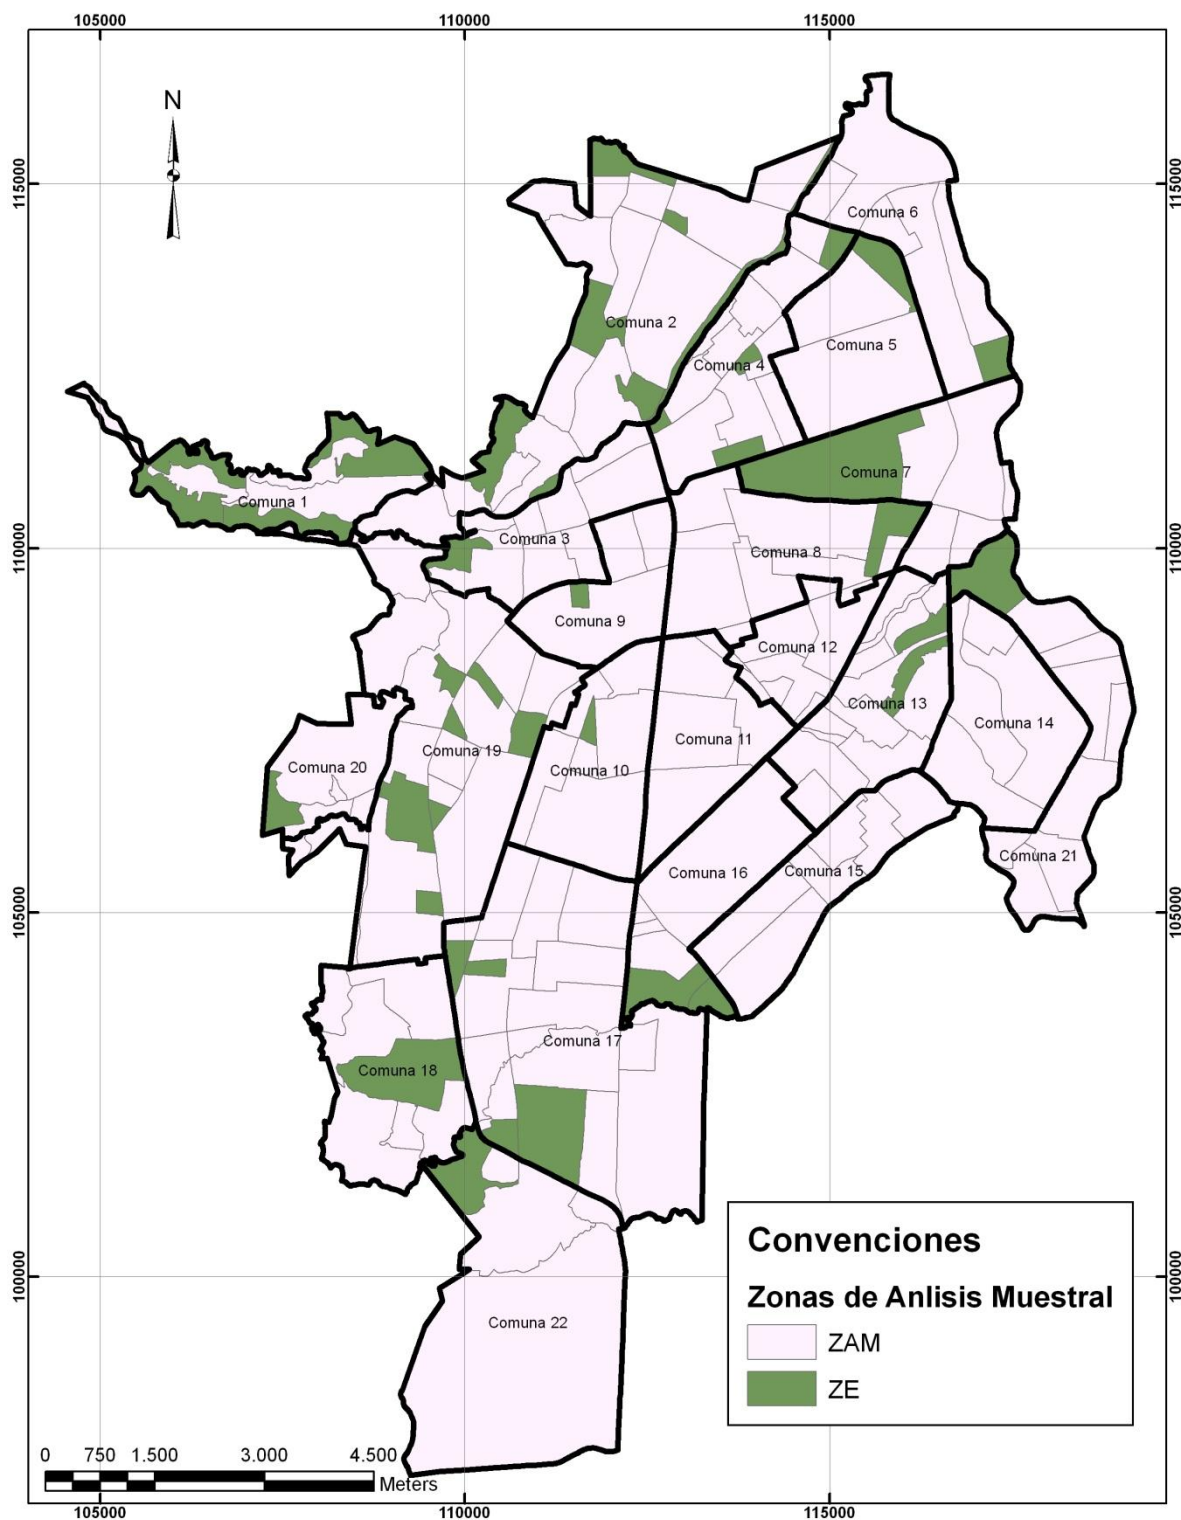 105000 110000 115000
N
115000 115000
Comuna 6
Comuna 2
Comuna 5
Comuna 4
Comuna 7
Comuna 1
Comuna 3
Comuna 8
110000 110000
Comuna 9
Comuna 12
Comuna 13
Comuna 14
Comuna 11
Comuna 19
Comuna 20
Comuna 10
Comuna 21
Comuna 16
Comuna 15
105000 105000
Comuna 17
Comuna 18
Convenciones
100000 100000
Zonas de Anlisis Muestral
Comuna 22
ZAM
ZE
0 750 1.500 3.000 4.500
Meters
105000 110000 115000